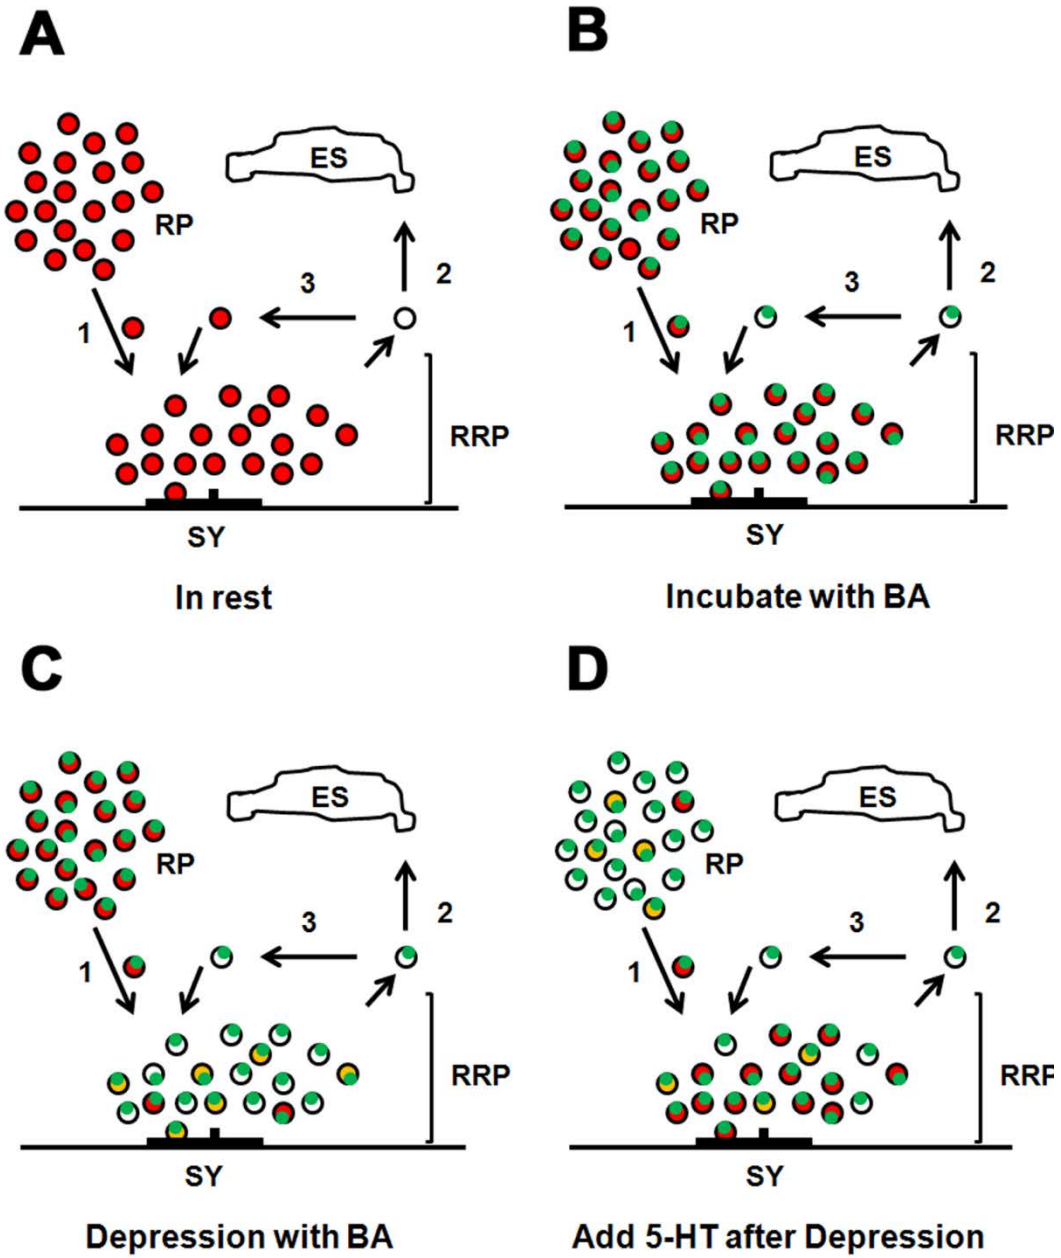 A
ES
RP
3
2
1
RRP
SY
In rest
B
ES
RP
3
2
1
RRP
SY
Incubate with BA
C
ES
RP
3
2
1
RRP
SY
Depression with BA
D
ES
RP
3
2
1
RRP
SY
Add 5-HT after Depression